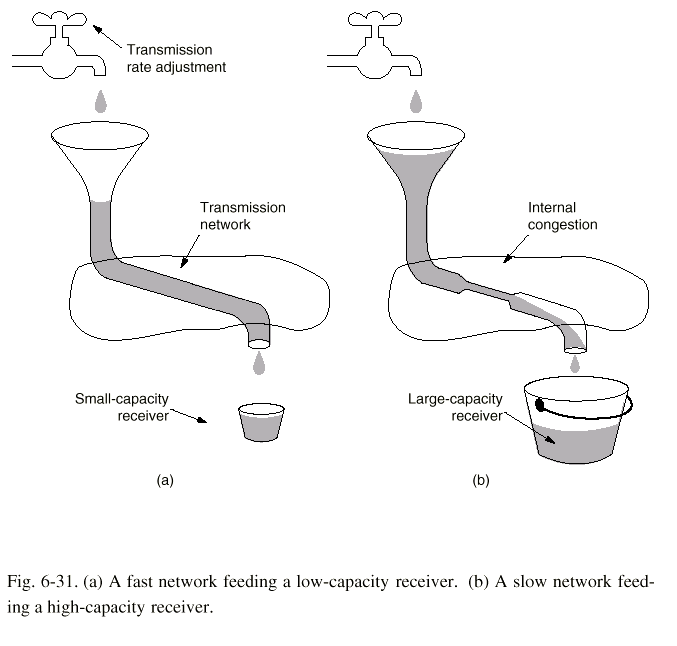 Transmission
rate adjustment
Transmission
network
Internal
congestion
Small-capacity
receiver
Large-capacity
receiver
(a)
(b)
Fig. 6-31. (a) A fast network feeding a low-capacity receiver. (b) A slow network feed-
ing a high-capacity receiver.